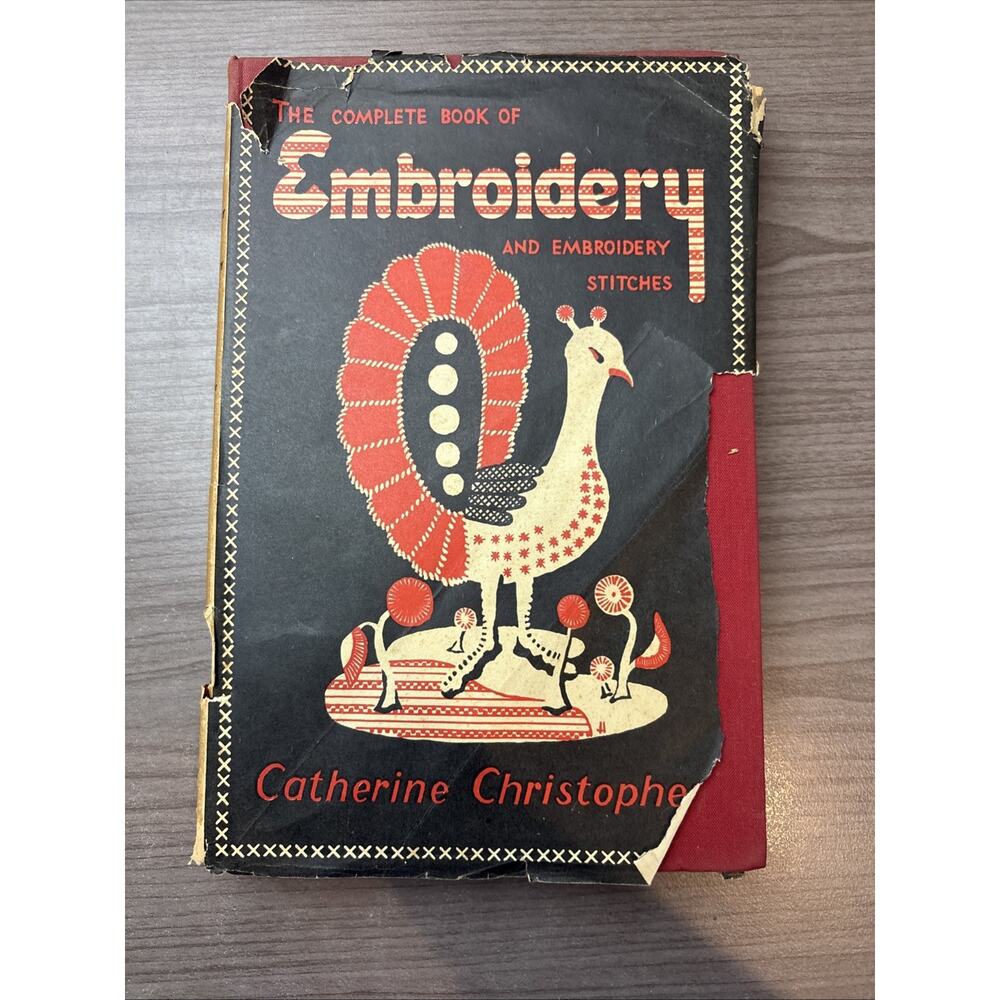 THE COMPLETE BOOK OF
Embroidery
AND EMBROIDERY
STITCHES
H
Catherine Christophe